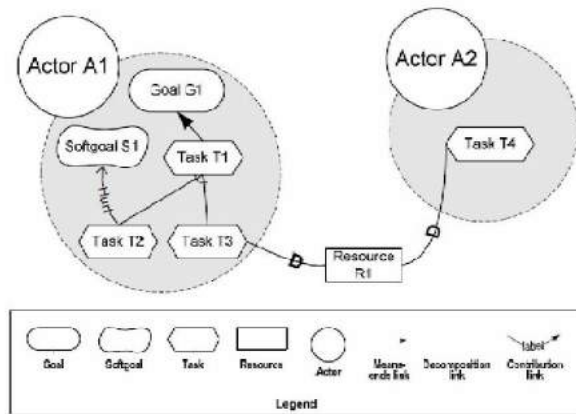 Actor A1
Actor A2
Goal G1
Softgoal S1
Task T1
Task T4
Task T2
Task T3
Resource
R1
D
D
label
Goal
Softgoal
Task
Resource
Actor
Means-
ends link
Decomposition
link
Contribution
link
Legend